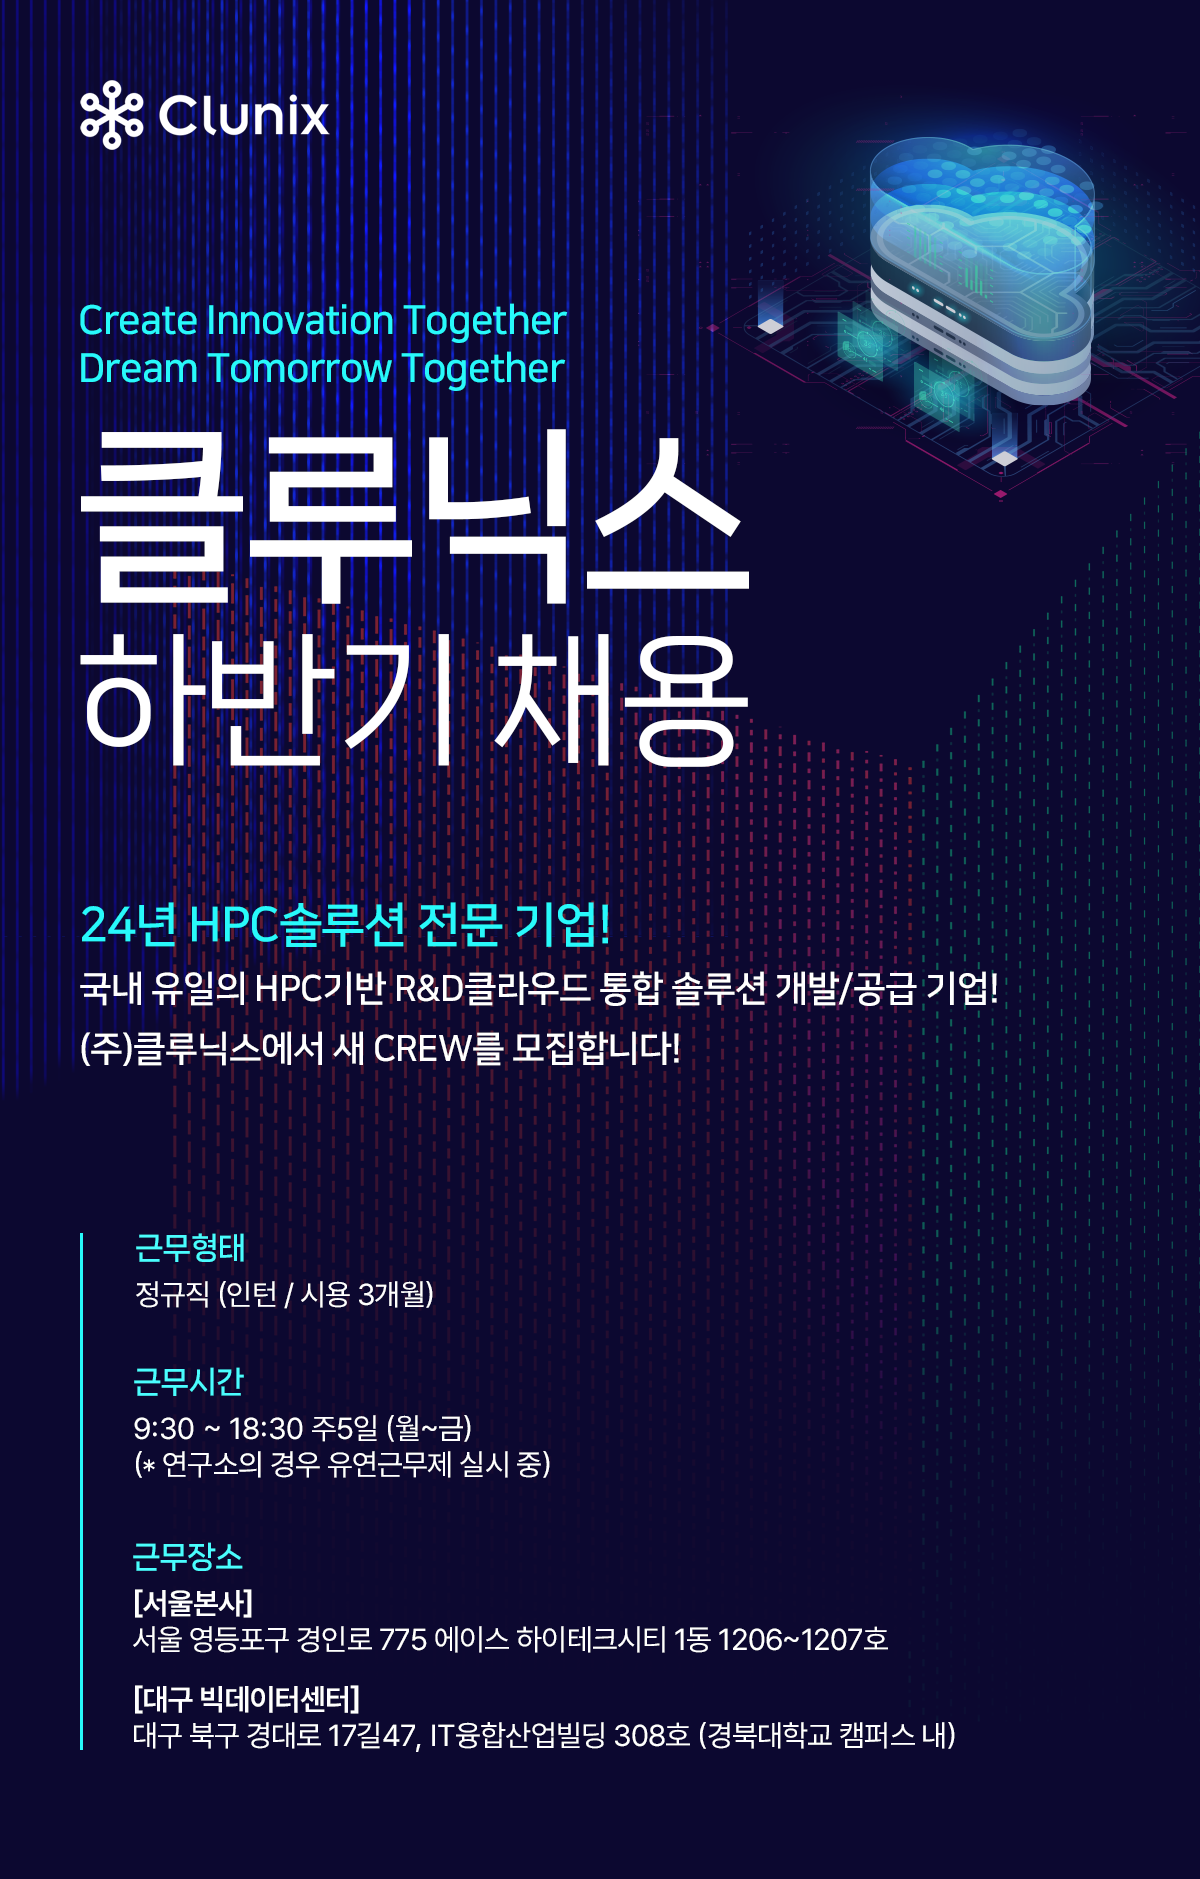 Clunix
Create Innovation Together
Dream Tomorrow Together
클루닉스
하반기 채용
24년 HPC솔루션 전문 기업!
국내 유일의 HPC기반 R&D클라우드 통합 솔루션 개발/공급 기업!
(주)클루닉스에서 새 CREW를 모집합니다!
근무형태
정규직 (인턴 / 시용 3개월)
근무시간
9:30 ~ 18:30 주5일 (월~금)
(* 연구소의 경우 유연근무제 실시 중)
근무장소
[서울본사]
서울 영등포구 경인로 775 에이스 하이테크시티 1동 1206~1207호
[대구 빅데이터센터]
대구 북구 경대로 17길47, IT융합산업빌딩 308호 (경북대학교 캠퍼스 내)